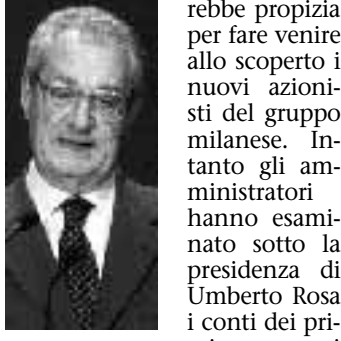 rebbe propizia
per fare venire
allo scoperto i
nuovi azioni-
sti del gruppo
milanese. In-
tanto gli am-
ministratori
hanno esami-
nato sotto la
presidenza di
Umberto Rosa
i conti dei pri-